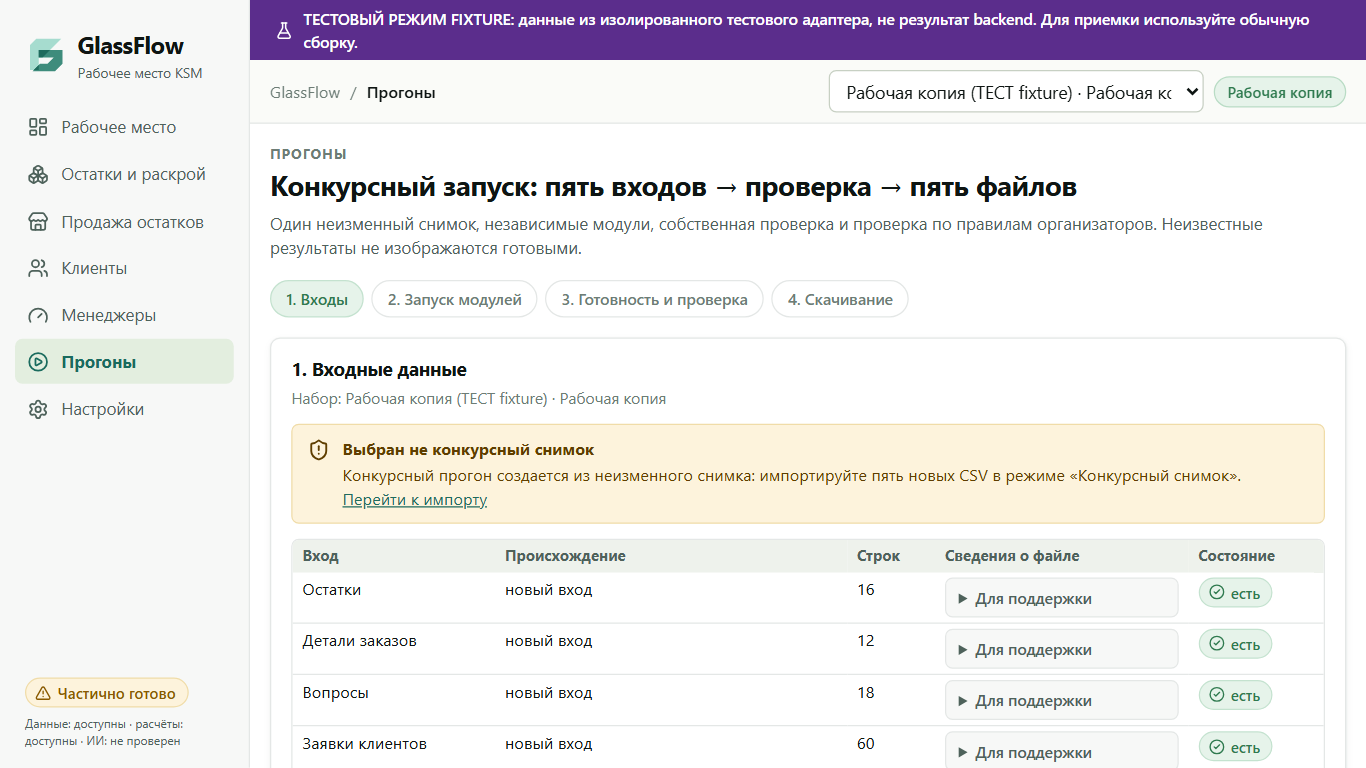 GlassFlow
Рабочее место KSM
Рабочее место
Остатки и раскрой
Продажа остатков
Клиенты
Менеджеры
Прогоны
Настройки
Частично готово
Данные: доступны · расчёты:
доступны · ИИ: не проверен
ТЕСТОВЫЙ РЕЖИМ FIXTURE: данные из изолированного тестового адаптера, не результат backend. Для приемки используйте обычную
сборку.
GlassFlow / Прогоны
Рабочая копия (ТЕСТ fixture) · Рабочая
Рабочая копия
ПРОГОНЫ
Конкурсный запуск: пять входов → проверка → пять файлов
Один неизменный снимок, независимые модули, собственная проверка и проверка по правилам организаторов. Неизвестные
результаты не изображаются готовыми.
1. Входы
2. Запуск модулей
3. Готовность и проверка
4. Скачивание
1. Входные данные
Набор: Рабочая копия (ТЕСТ fixture) · Рабочая копия
Выбран не конкурсный снимок
Конкурсный прогон создается из неизменного снимка: импортируйте пять новых CSV в режиме «Конкурсный снимок».
Перейти к импорту
Вход Происхождение Строк Сведения о файле Состояние
Остатки новый вход 16 Для поддержки есть
Детали заказов новый вход 12 Для поддержки есть
Вопросы новый вход 18 Для поддержки есть
Заявки клиентов новый вход 60 Для поддержки есть